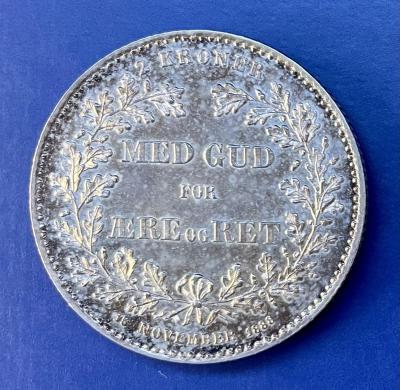 2 KRONER
MED GUD
FOR
ÆRE OG RET
15. NOVEMBER. 1888